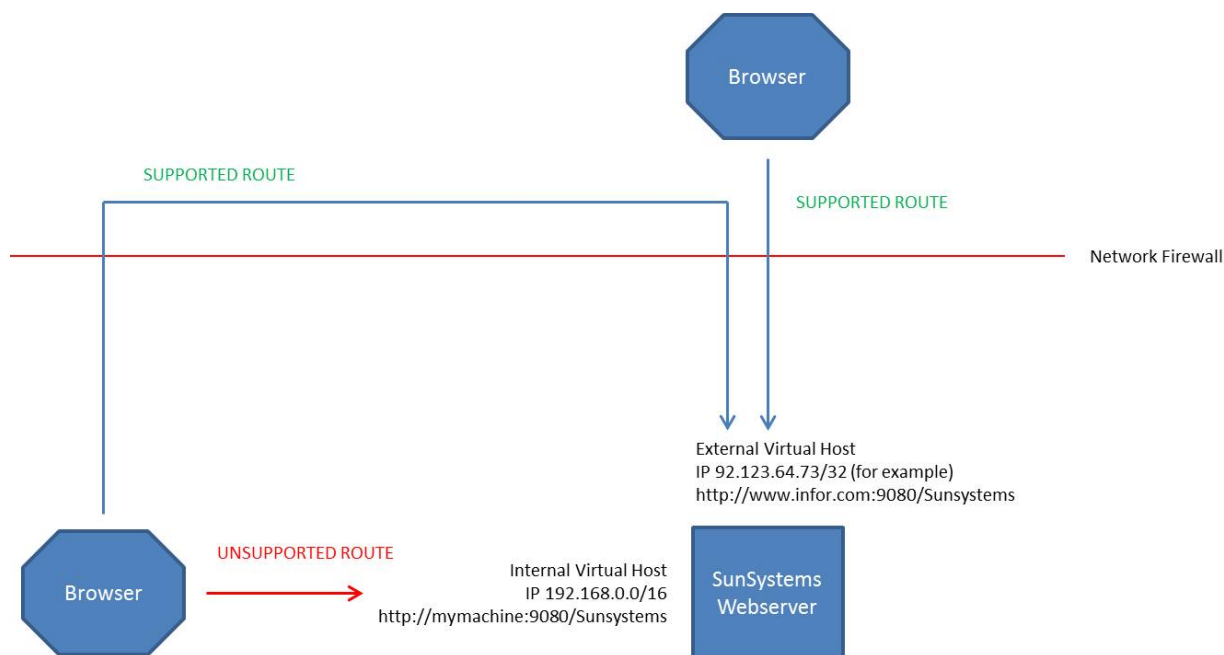 Browser
SUPPORTED ROUTE
SUPPORTED ROUTE
Network Firewall
External Virtual Host
IP 92.123.64.73/32 (for example)
http://www.infor.com:9080/Sunsystems
UNSUPPORTED ROUTE
Browser
Internal Virtual Host
IP 192.168.0.0/16
http://mymachine:9080/Sunsystems
SunSystems
Webserver